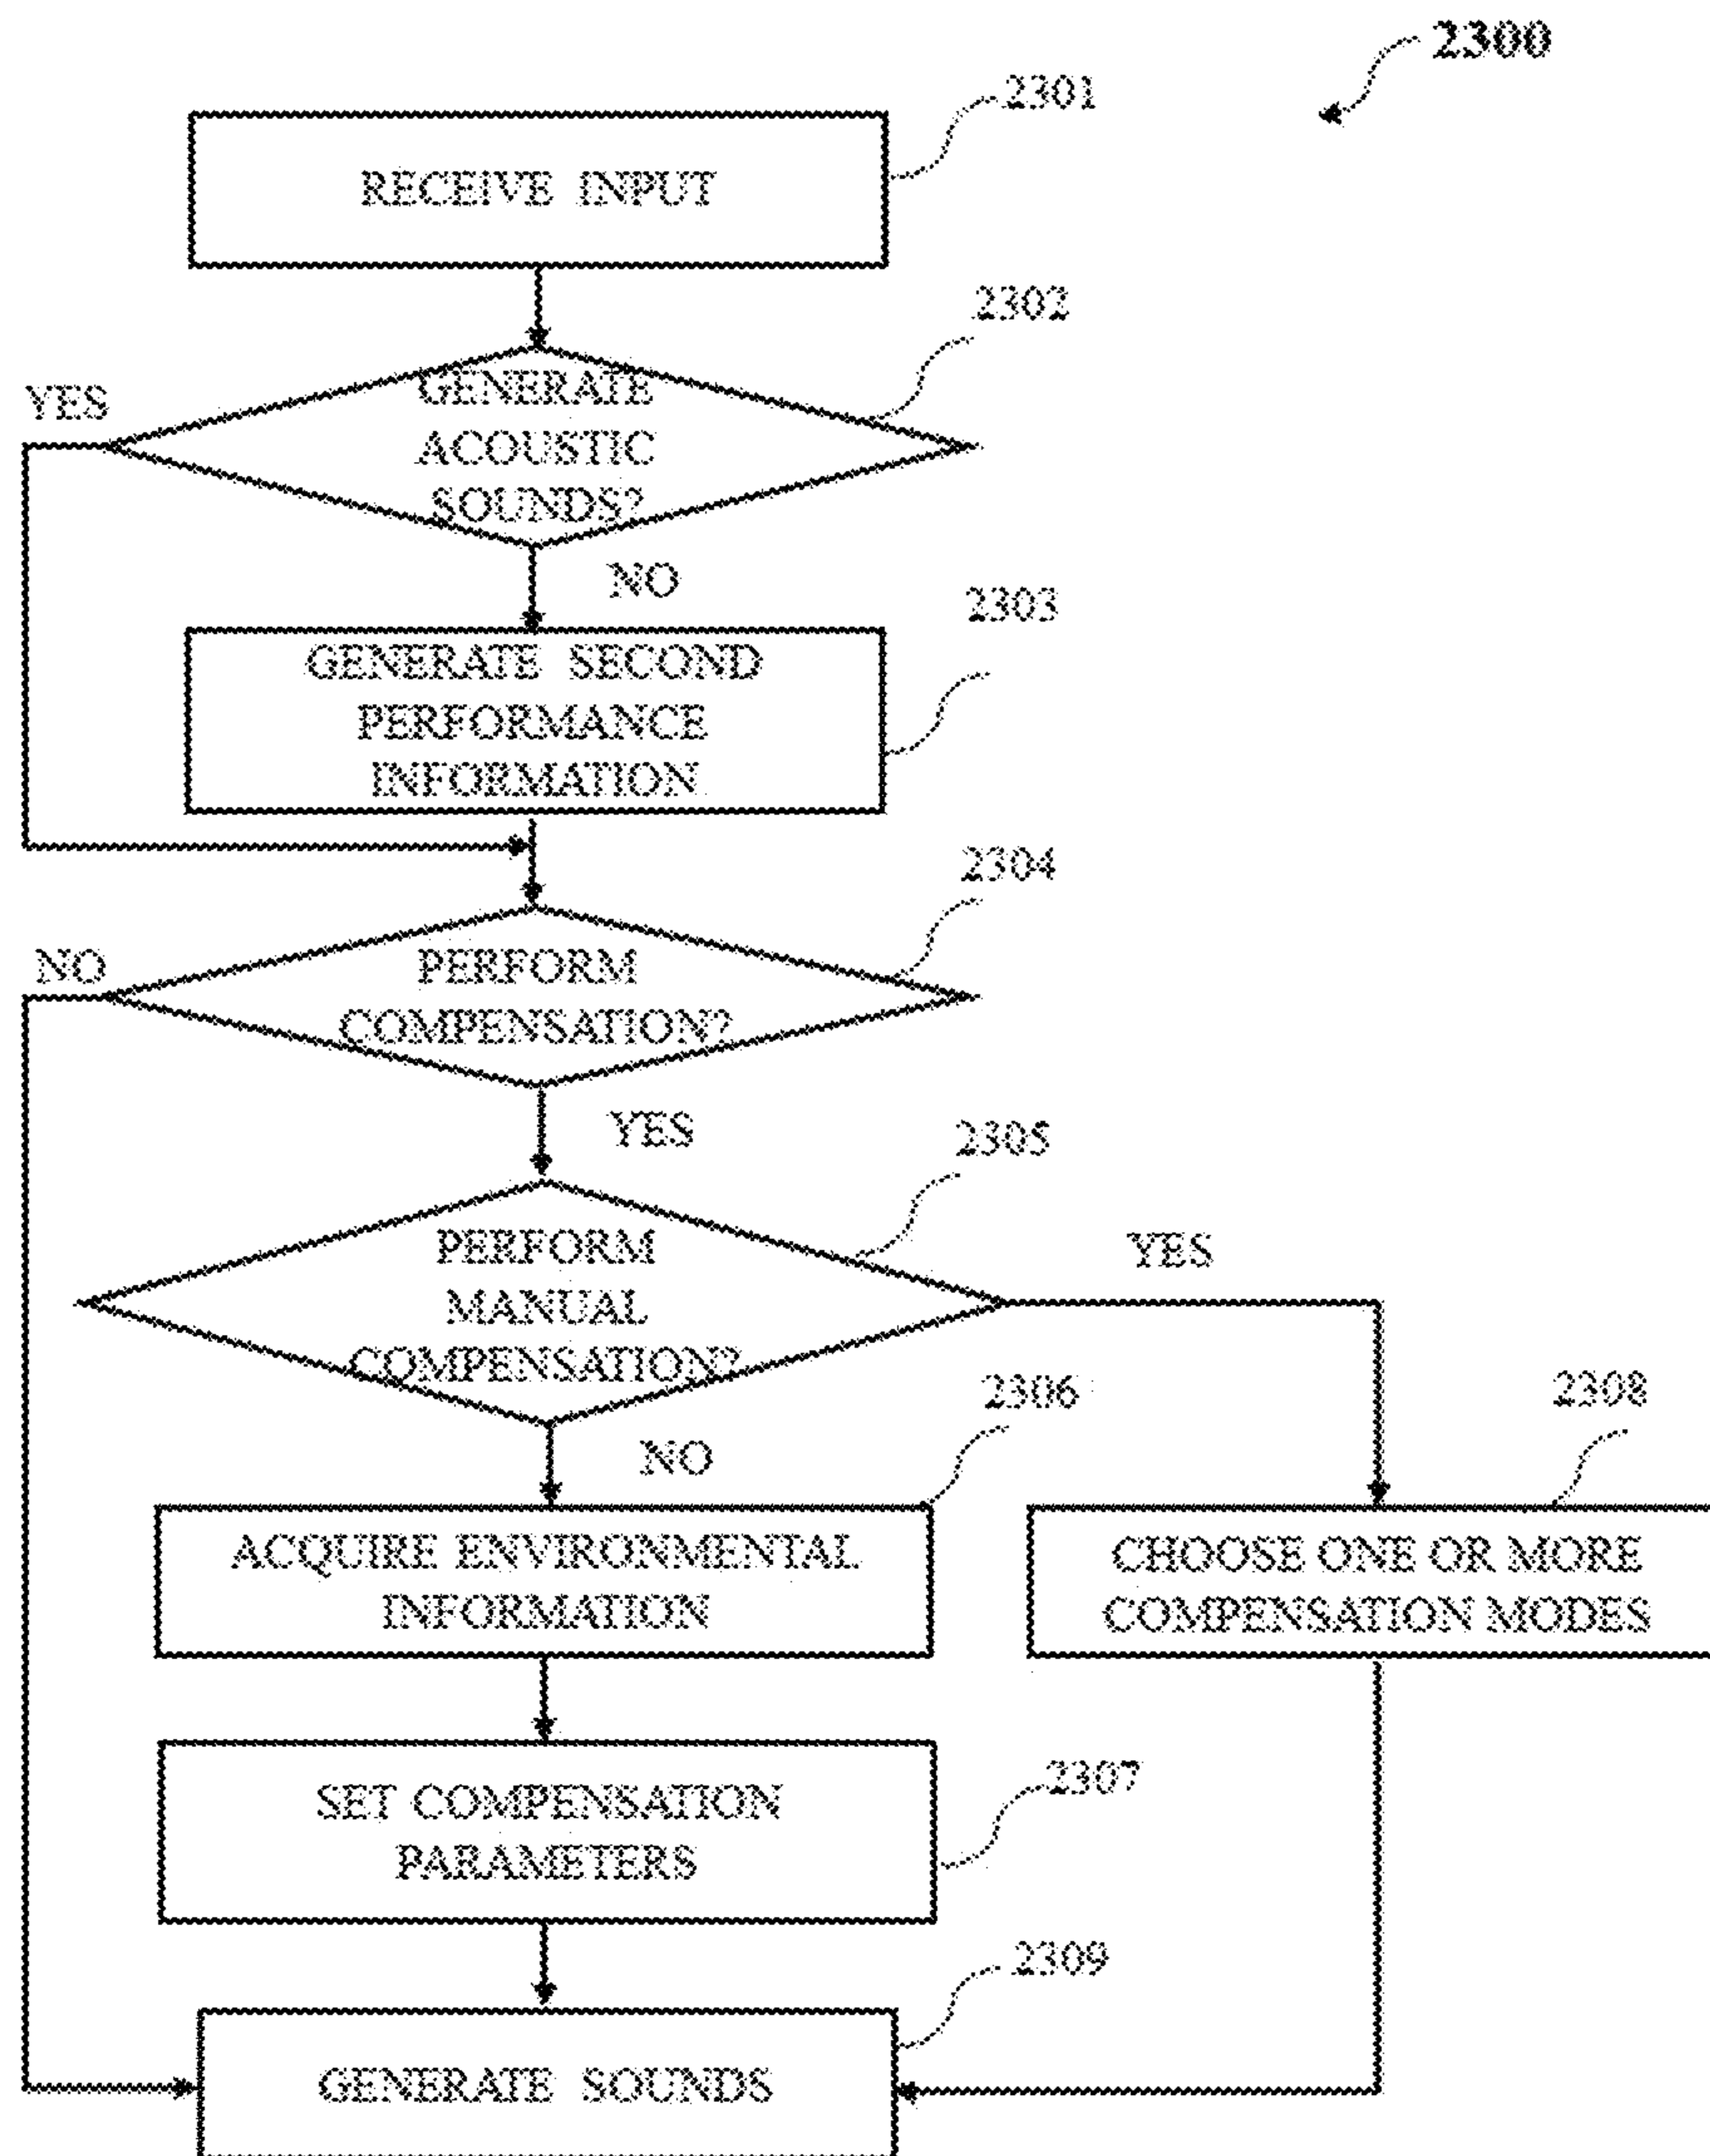 2300
2301
RECEIVE INPUT
2302
YES
GENERATE
ACOUSTIC
SOUNDS?
NO
2303
GENERATE SECOND
PERFORMANCE
INFORMATION
2304
NO
PERFORM
COMPENSATION?
YES
2305
PERFORM
MANUAL
COMPENSATION?
YES
2306
2308
NO
ACQUIRE ENVIRONMENTAL
INFORMATION
CHOOSE ONE OR MORE
COMPENSATION MODES
2307
SET COMPENSATION
PARAMETERS
2309
GENERATE SOUNDS